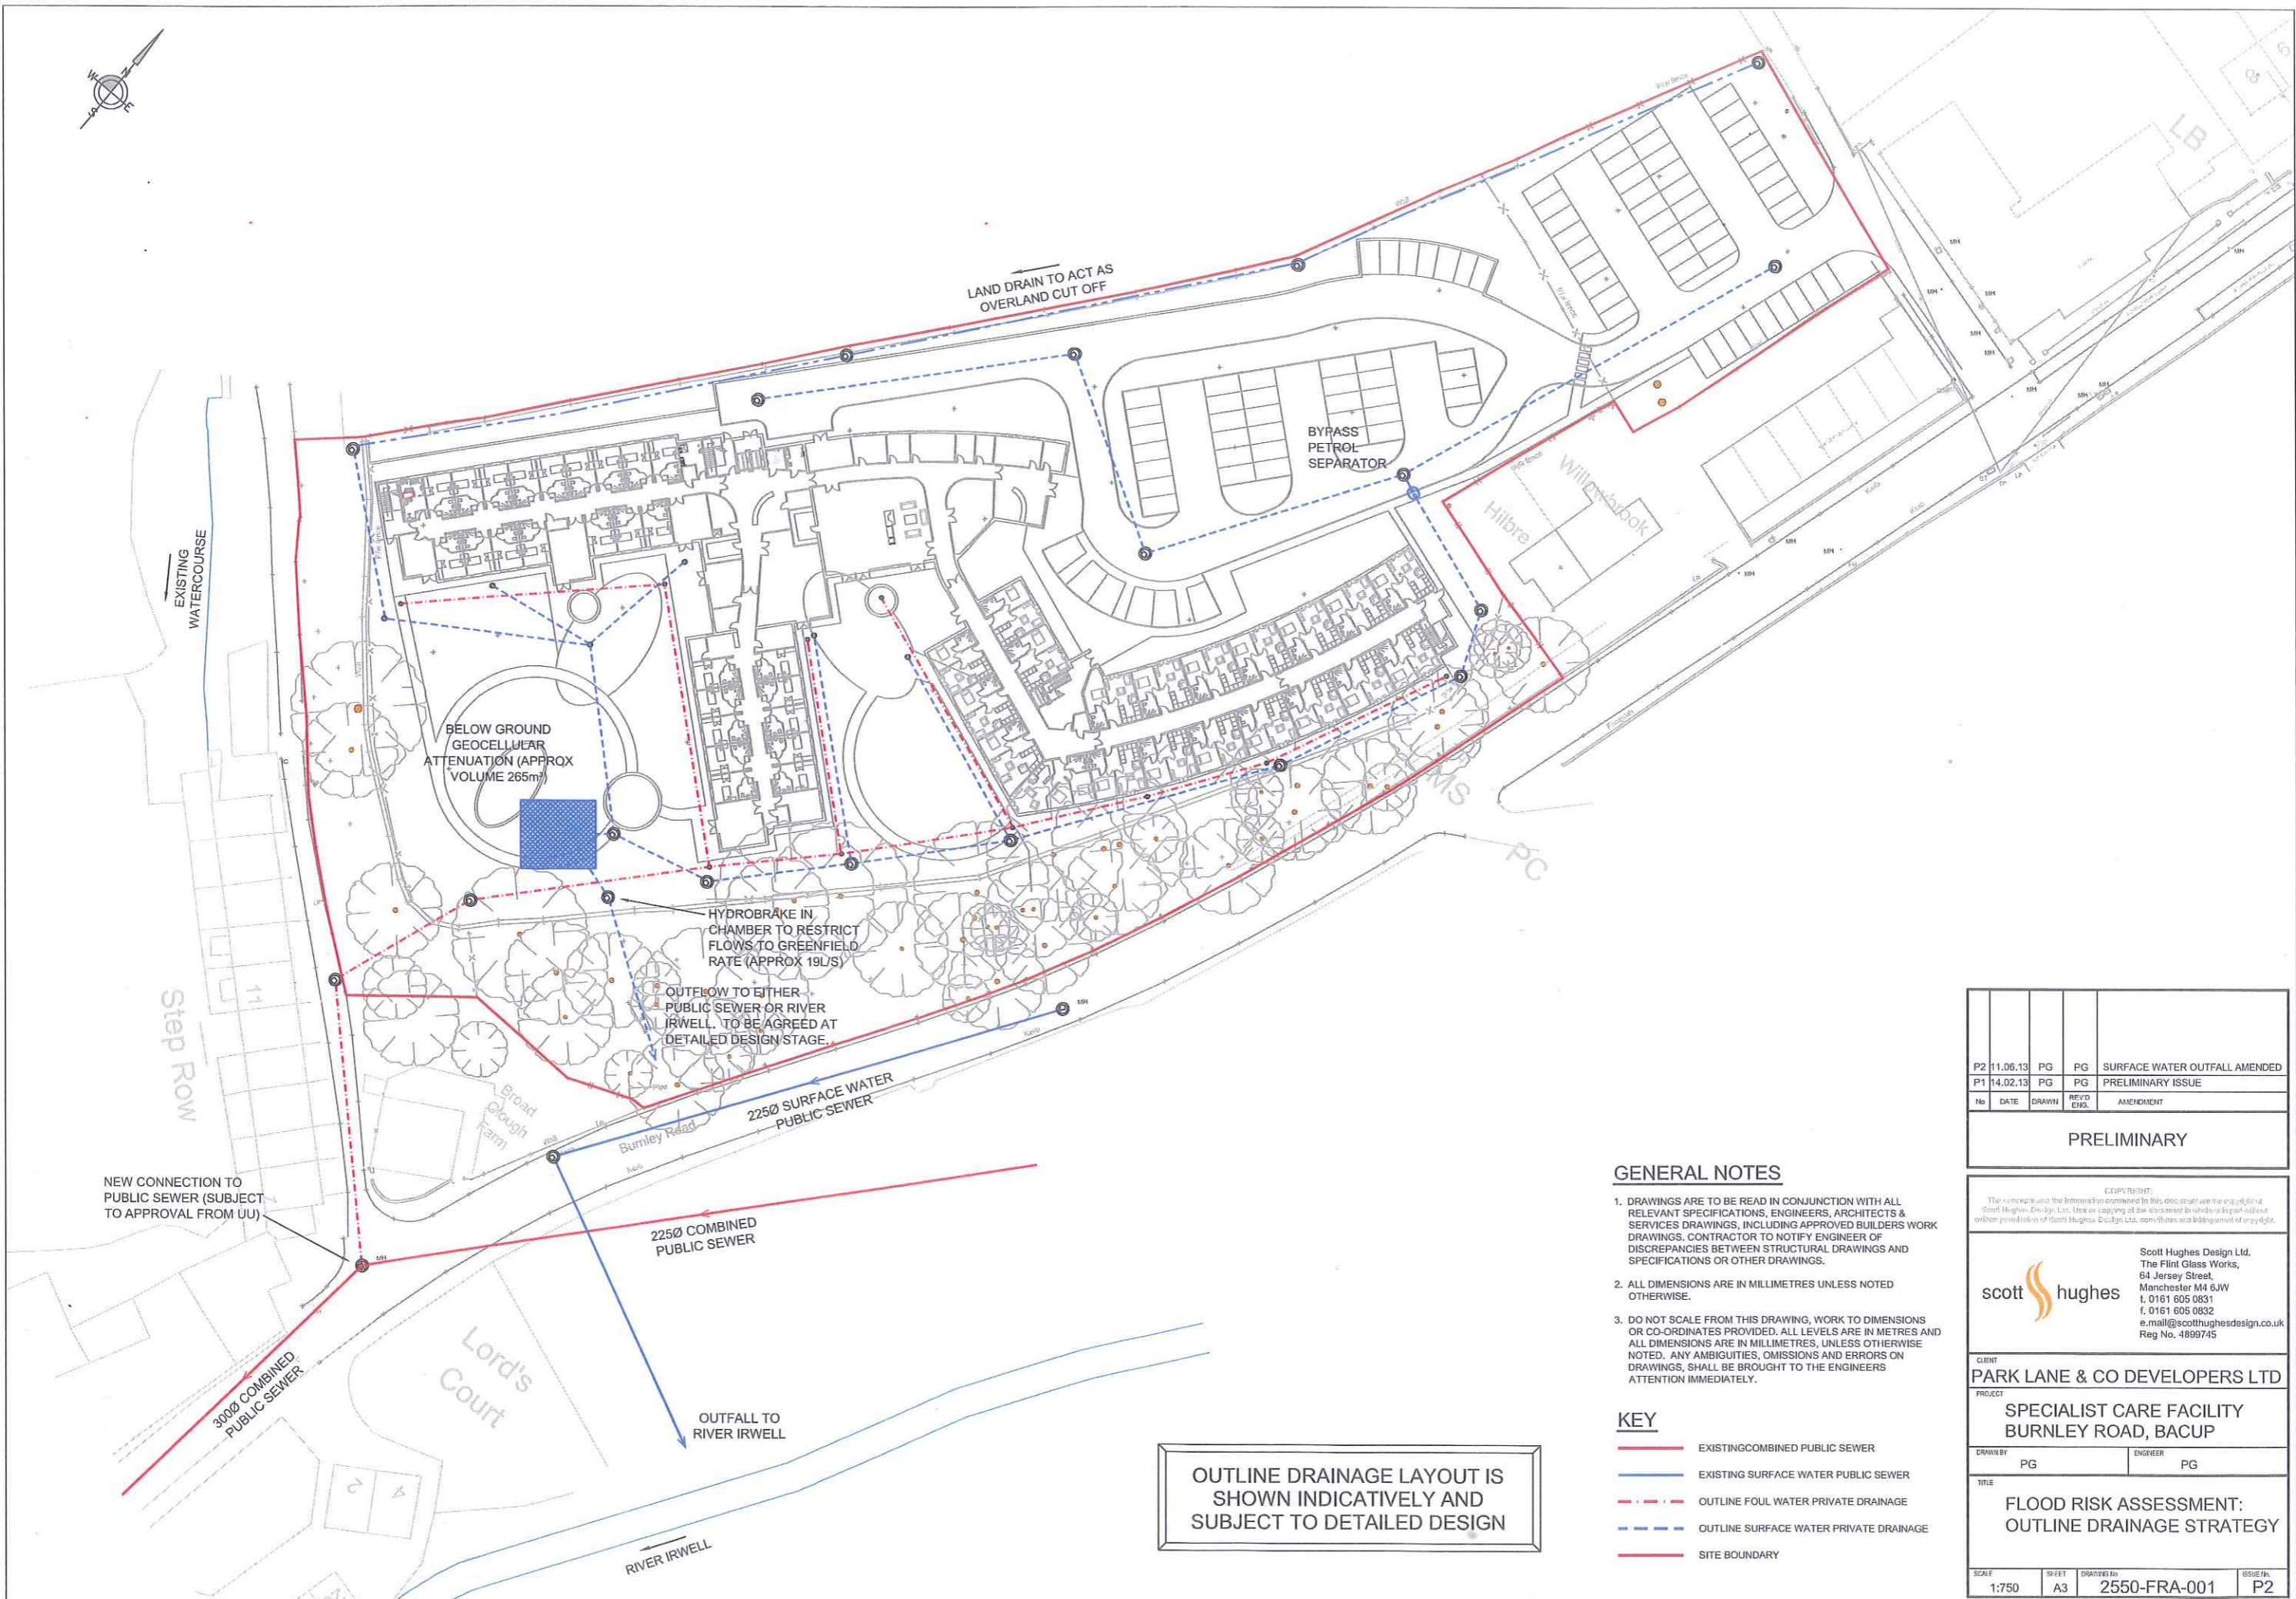 W
N
S
E
LAND DRAIN TO ACT AS
OVERLAND CUT OFF
EXISTING
WATERCOURSE
BYPASS
PETROL
SEPARATOR
Willowbrook
Hilbre
LB
BELOW GROUND
GEOCELLULAR
ATTENUATION (APPROX
VOLUME 265m³)
HYDROBRAKE IN
CHAMBER TO RESTRICT
FLOWS TO GREENFIELD
RATE (APPROX 19L/S)
OUTFLOW TO EITHER
PUBLIC SEWER OR RIVER
IRWELL. TO BE AGREED AT
DETAILED DESIGN STAGE.
MS
PC
MH
Step Row
11
Broad
Clough
Farm
Burnley Road
225Ø SURFACE WATER
PUBLIC SEWER
NEW CONNECTION TO
PUBLIC SEWER (SUBJECT
TO APPROVAL FROM UU)
MH
225Ø COMBINED
PUBLIC SEWER
300Ø COMBINED
PUBLIC SEWER
Lord's
Court
2
4
OUTFALL TO
RIVER IRWELL
RIVER IRWELL
OUTLINE DRAINAGE LAYOUT IS
SHOWN INDICATIVELY AND
SUBJECT TO DETAILED DESIGN
GENERAL NOTES
1. DRAWINGS ARE TO BE READ IN CONJUNCTION WITH ALL
RELEVANT SPECIFICATIONS, ENGINEERS, ARCHITECTS &
SERVICES DRAWINGS, INCLUDING APPROVED BUILDERS WORK
DRAWINGS. CONTRACTOR TO NOTIFY ENGINEER OF
DISCREPANCIES BETWEEN STRUCTURAL DRAWINGS AND
SPECIFICATIONS OR OTHER DRAWINGS.
2. ALL DIMENSIONS ARE IN MILLIMETRES UNLESS NOTED
OTHERWISE.
3. DO NOT SCALE FROM THIS DRAWING, WORK TO DIMENSIONS
OR CO-ORDINATES PROVIDED. ALL LEVELS ARE IN METRES AND
ALL DIMENSIONS ARE IN MILLIMETRES, UNLESS OTHERWISE
NOTED. ANY AMBIGUITIES, OMISSIONS AND ERRORS ON
DRAWINGS, SHALL BE BROUGHT TO THE ENGINEERS
ATTENTION IMMEDIATELY.
KEY
EXISTINGCOMBINED PUBLIC SEWER
EXISTING SURFACE WATER PUBLIC SEWER
OUTLINE FOUL WATER PRIVATE DRAINAGE
OUTLINE SURFACE WATER PRIVATE DRAINAGE
SITE BOUNDARY
P2 11.06.13 PG PG SURFACE WATER OUTFALL AMENDED
P1 14.02.13 PG PG PRELIMINARY ISSUE
No DATE DRAWN REV'D ENG. AMENDMENT
PRELIMINARY
COPYRIGHT:
scott hughes
Scott Hughes Design Ltd.
The Flint Glass Works,
64 Jersey Street,
Manchester M4 6JW
t. 0161 605 0831
f. 0161 605 0832
e.mail@scotthughesdesign.co.uk
Reg No. 4899745
CLIENT
PARK LANE & CO DEVELOPERS LTD
PROJECT
SPECIALIST CARE FACILITY
BURNLEY ROAD, BACUP
DRAWN BY
PG
ENGINEER
PG
TITLE
FLOOD RISK ASSESSMENT:
OUTLINE DRAINAGE STRATEGY
SCALE
1:750
SHEET
A3
DRAWING No
2550-FRA-001
ISSUE No.
P2